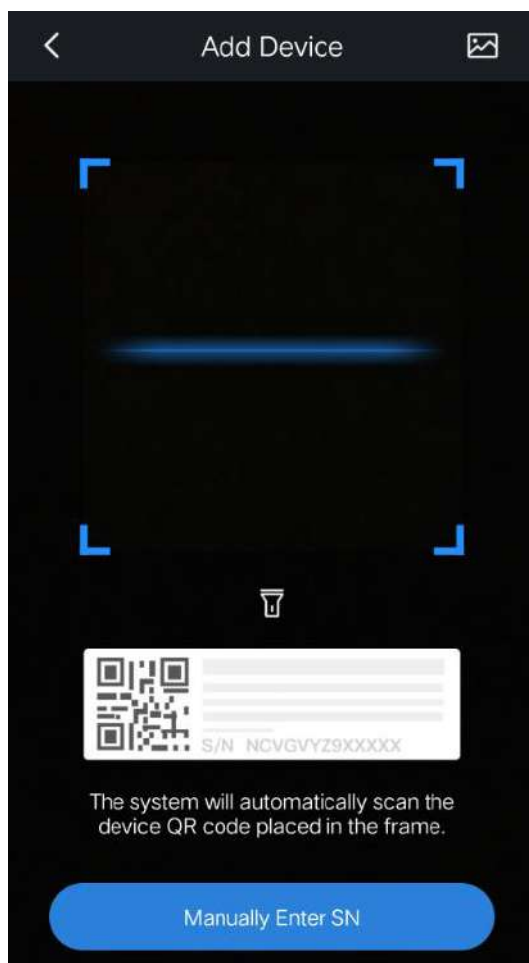 Add Device
S/N NCVGVYZ9XXXXX
The system will automatically scan the
device QR code placed in the frame.
Manually Enter SN